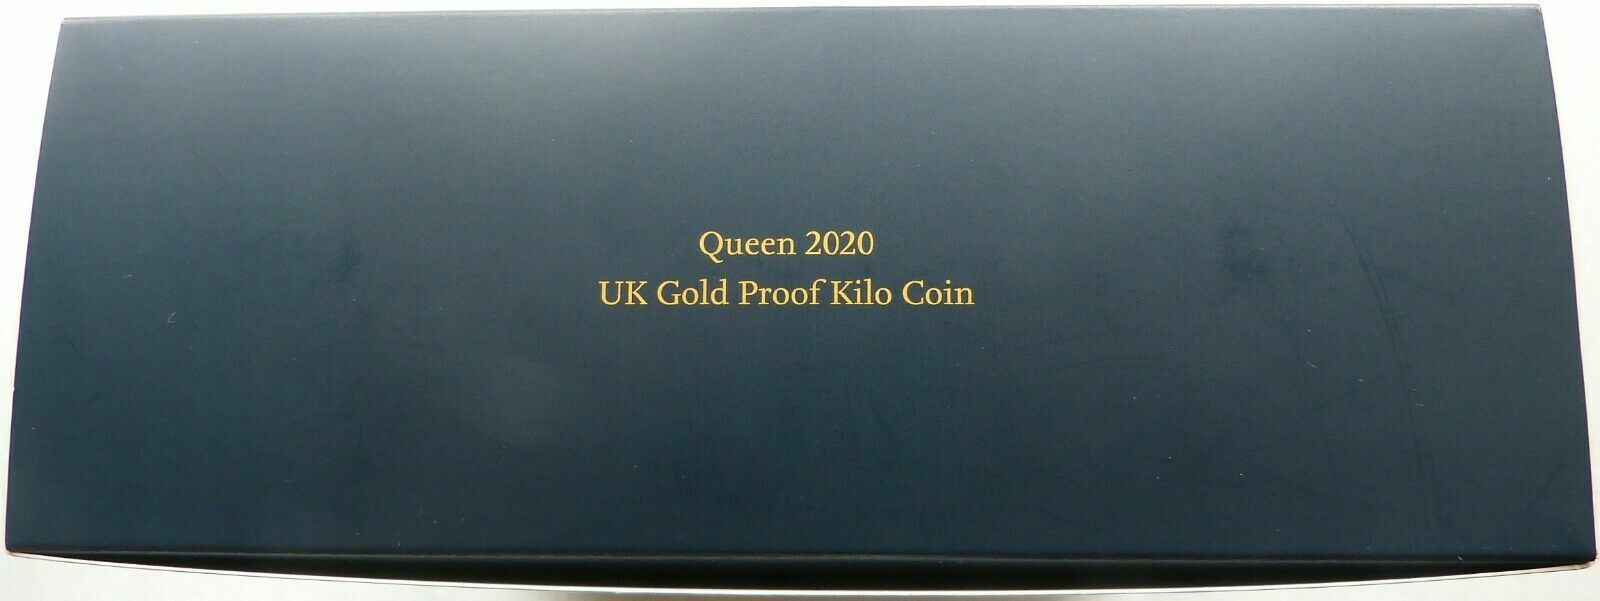 Queen 2020
UK Gold Proof Kilo Coin